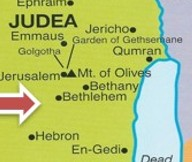 Ephraim
JUDEA
Jericho
Emmaus
Garden of Gethsemane
Golgotha
Qumran
Jerusalem
Mt. of Olives
Bethany
Bethlehem
Hebron
En-Gedi
Dead